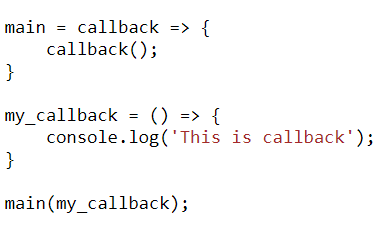 main = callback => {
    callback();
}

my_callback = () => {
    console.log('This is callback');
}

main(my_callback);